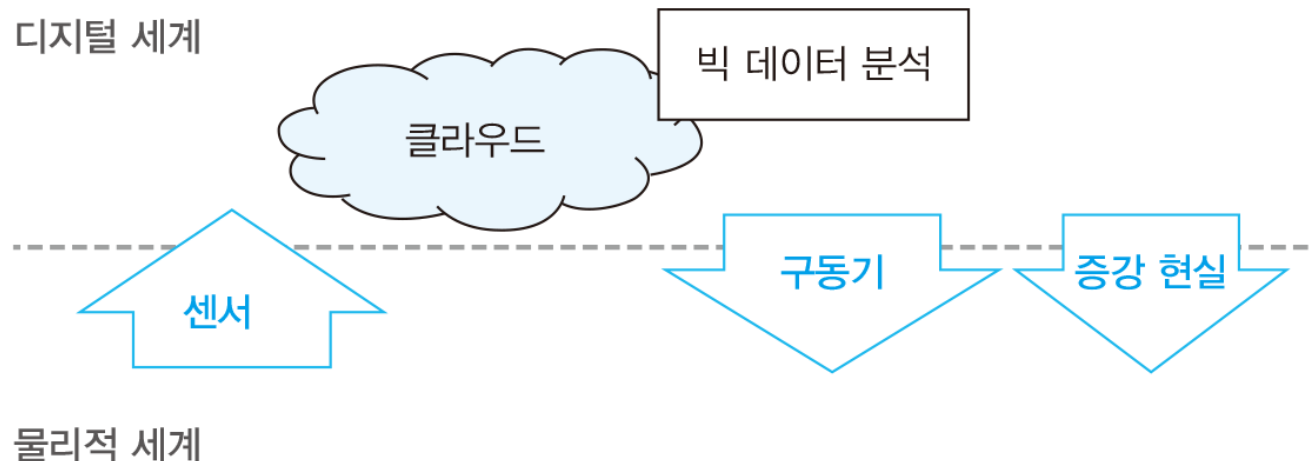 디지털 세계
빅 데이터 분석
클라우드
센서
구동기
증강 현실
물리적 세계